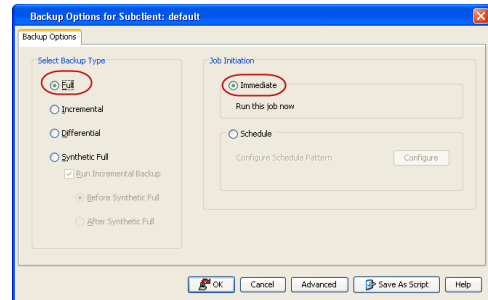 Backup Options for Subclient: default
Backup Options
Select Backup Type
Full
Incremental
Differential
Synthetic Full
Run Incremental Backup
Before Synthetic Full
After Synthetic Full
Job Initiation
Immediate
Run this job now
Schedule
Configure Schedule Pattern
Configure
OK
Cancel
Advanced
Save As Script
Help